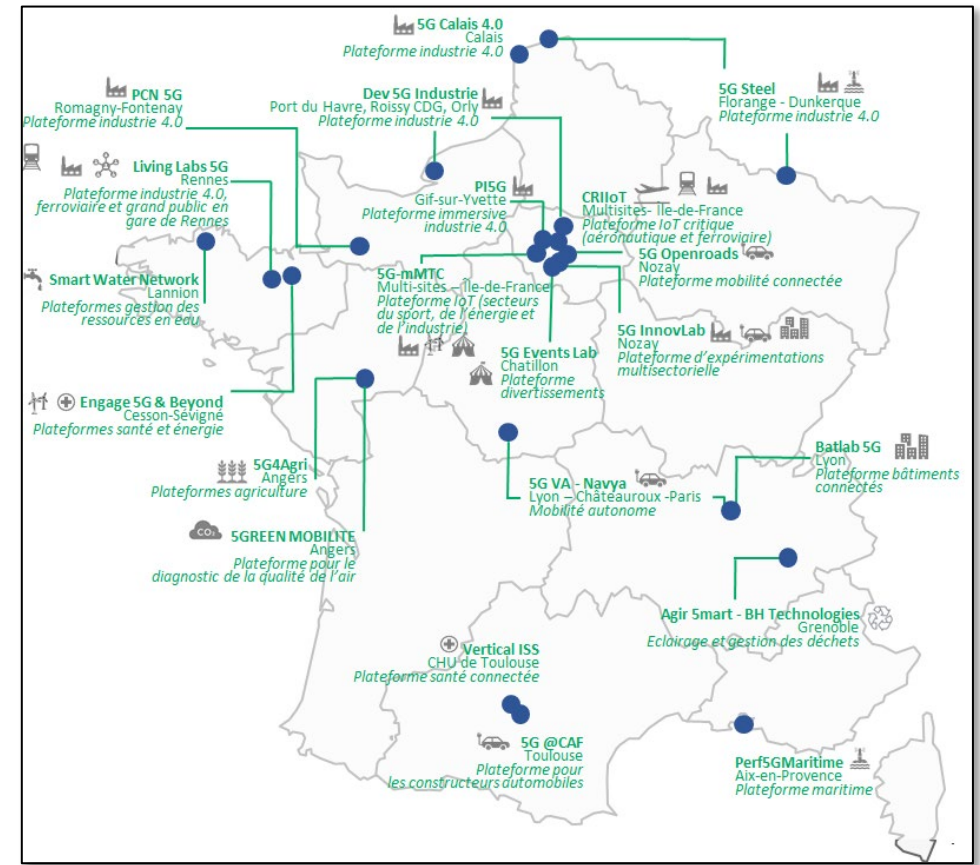 5G Calais 4.0
Calais
Plateforme industrie 4.0
PCN 5G
Romagny-Fontenay
Plateforme industrie 4.0
Dev 5G Industrie
Port du Havre, Roissy CDG, Orly
Plateforme industrie 4.0
5G Steel
Florange - Dunkerque
Plateforme industrie 4.0
Living Labs 5G
Rennes
Plateforme industrie 4.0,
ferroviaire et grand public en
gare de Rennes
PI5G
Gif-sur-Yvette
Plateforme immersive
industrie 4.0
CRIIoT
Multisites- Ile-de-France
Plateforme IoT critique
(aéronautique et ferroviaire)
5G Openroads
Nozay
Plateforme mobilité connectée
Smart Water Network
Lannion
Plateformes gestion des
ressources en eau
5G-mMTC
Multi-sites – Ile-de-France
Plateforme IoT (secteurs
du sport, de l'énergie et
de l'industrie)
5G InnovLab
Nozay
Plateforme d'expérimentations
multisectorielle
5G Events Lab
Chatillon
Plateforme
divertissements
Engage 5G & Beyond
Cesson-Sévigné
Plateformes santé et énergie
5G4Agri
Angers
Plateformes agriculture
5G VA - Navya
Lyon – Châteauroux -Paris
Mobilité autonome
Batlab 5G
Lyon
Plateforme bâtiments
connectés
CO2
5GREEN MOBILITE
Angers
Plateforme pour le
diagnostic de la qualité de l'air
Agir 5mart - BH Technologies
Grenoble
Eclairage et gestion des déchets
Vertical ISS
CHU de Toulouse
Plateforme santé connectée
5G @CAF
Toulouse
Plateforme pour
les constructeurs automobiles
Perf5GMaritime
Aix-en-Provence
Plateforme maritime